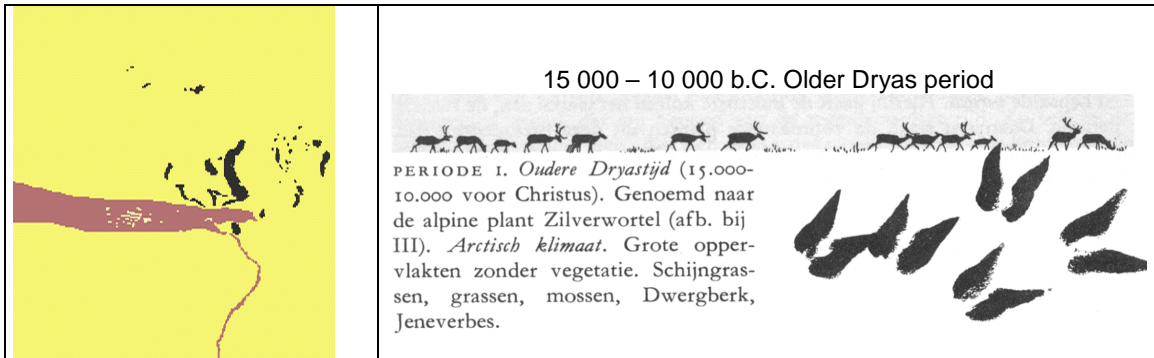 15 000 – 10 000 b.C. Older Dryas period
PERIODE I. Oudere Dryastijd (15.000-
10.000 voor Christus). Genoemd naar
de alpine plant Zilverwortel (afb. bij
III). Arctisch klimaat. Grote opper-
vlakten zonder vegetatie. Schijngras-
sen, grassen, mossen, Dwergberk,
Jeneverbes.